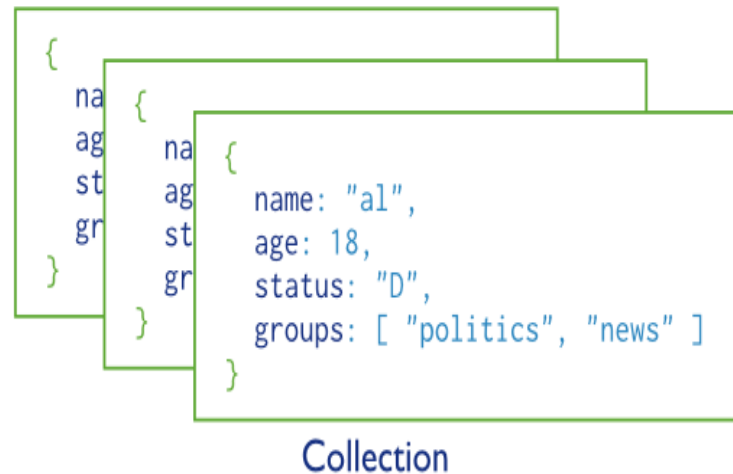 {
na
ag
st
gr
}
{
na
ag
st
gr
}
{
name: "al",
age: 18,
status: "D",
groups: [ "politics", "news" ]
}
Collection